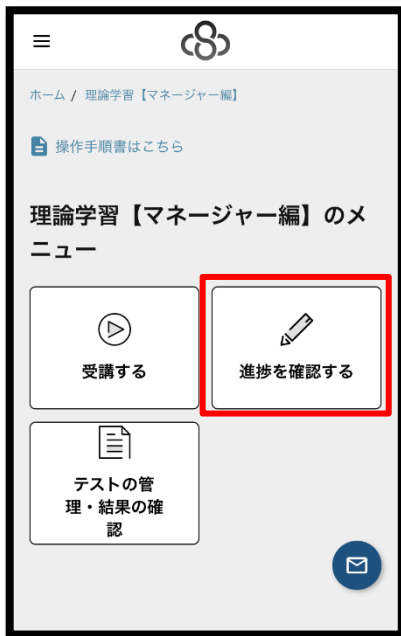 ホーム / 理論学習【マネージャー編】
操作手順書はこちら
理論学習【マネージャー編】のメ
ニュー
受講する
進捗を確認する
テストの管
理・結果の確
認